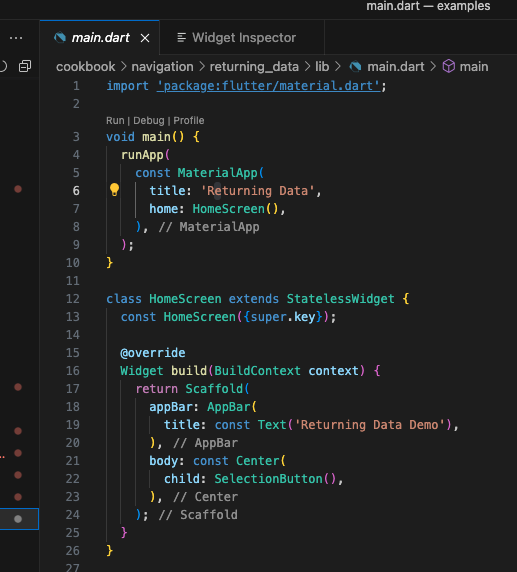 main.dart — examples
main.dart
Widget Inspector
cookbook > navigation > returning_data > lib > main.dart > main
1 import 'package:flutter/material.dart';
2
Run | Debug | Profile
3 void main() {
4 runApp(
5 const MaterialApp(
6 title: 'Returning Data',
7 home: HomeScreen(),
8 ), // MaterialApp
9 );
10 }
11
12 class HomeScreen extends StatelessWidget {
13 const HomeScreen({super.key});
14
15 @override
16 Widget build(BuildContext context) {
17 return Scaffold(
18 appBar: AppBar(
19 title: const Text('Returning Data Demo'),
20 ), // AppBar
21 body: const Center(
22 child: SelectionButton(),
23 ), // Center
24 ); // Scaffold
25 }
26 }
27